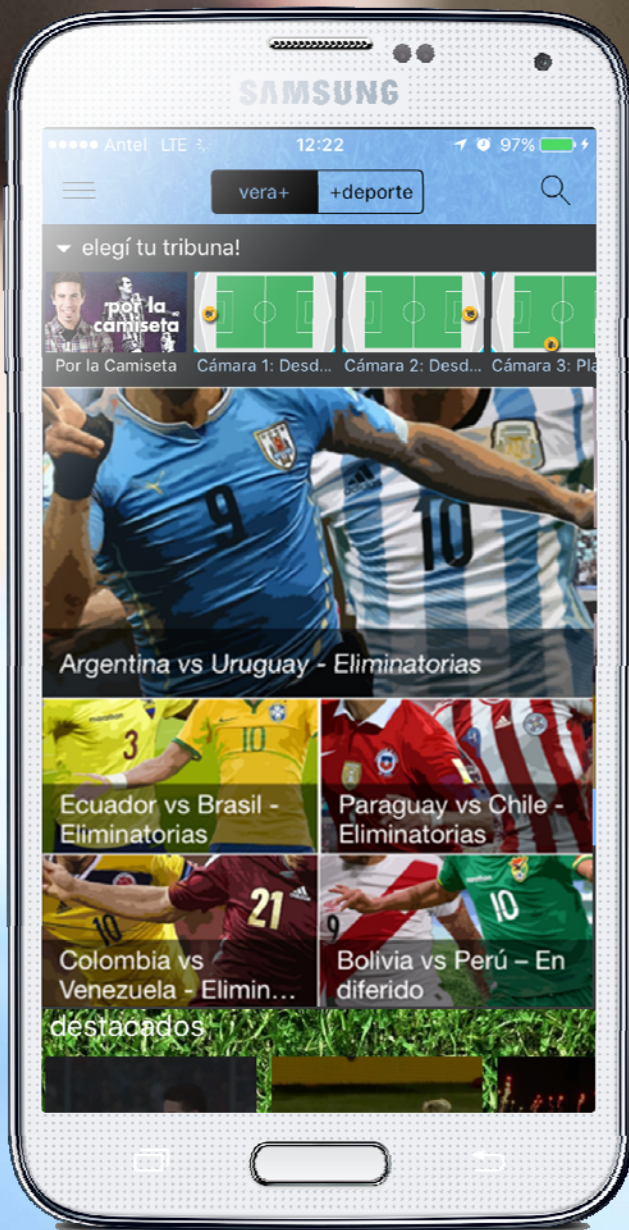 SAMSUNG
Antel LTE 12:22 97%
vera+ +deporte
elegí tu tribuna!
por la
camiseta
Por la Camiseta Cámara 1: Desd... Cámara 2: Desd... Cámara 3: Pla
9 10
Argentina vs Uruguay - Eliminatorias
marathon
3 10
Ecuador vs Brasil -
Eliminatorias
Paraguay vs Chile -
Eliminatorias
10 21
9 10
Colombia vs
Venezuela - Elimin...
Bolivia vs Perú – En
diferido
destacados